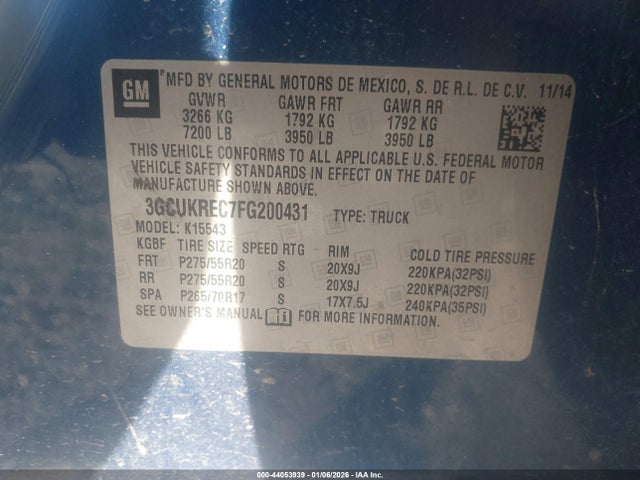 GM
MFD BY GENERAL MOTORS DE MEXICO, S. DE R.L. DE C.V. 11/14
GVWR GAWR FRT GAWR RR
3266 KG 1792 KG 1792 KG
7200 LB 3950 LB 3950 LB
THIS VEHICLE CONFORMS TO ALL APPLICABLE U.S. FEDERAL MOTOR
VEHICLE SAFETY STANDARDS IN EFFECT ON THE DATE OF
MANUFACTURE SHOWN ABOVE.
3GCUKREC7FG200431 TYPE: TRUCK
MODEL: K15543
KGBF TIRE SIZE SPEED RTG RIM COLD TIRE PRESSURE
FRT P275/55R20 S 20X9J 220KPA(32PSI)
RR P275/55R20 S 20X9J 220KPA(32PSI)
SPA P265/70R17 S 17X7.5J 240KPA(35PSI)
SEE OWNER'S MANUAL FOR MORE INFORMATION.
000-44053939 - 01/06/2026 - IAA Inc.